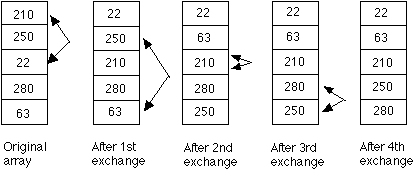 210 22 22 22 22
250 250 63 63 63
22 210 210 210 210
280 280 280 280 250
63 63 250 250 280
Original After 1st After 2nd After 3rd After 4th
array exchange exchange exchange exchange